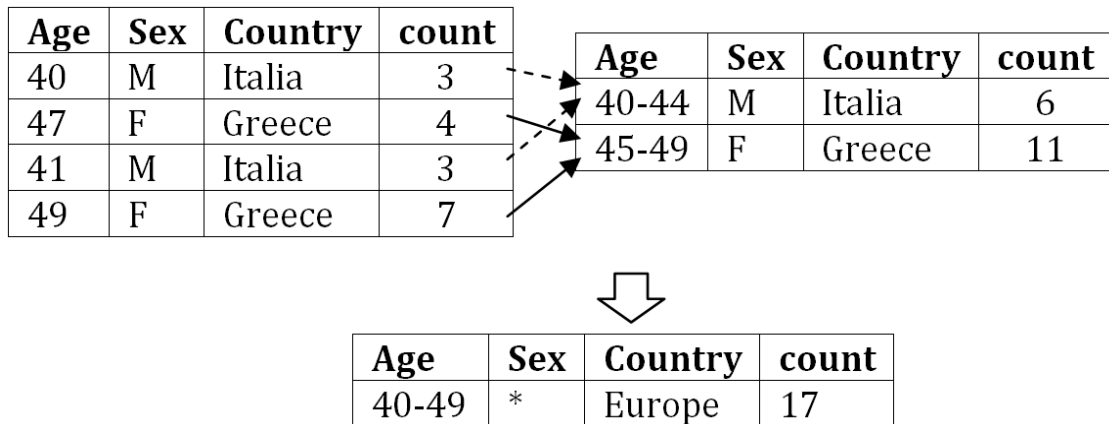 Age Sex Country count
40 M Italia 3
47 F Greece 4
41 M Italia 3
49 F Greece 7
Age Sex Country count
40-44 M Italia 6
45-49 F Greece 11
Age Sex Country count
40-49 * Europe 17